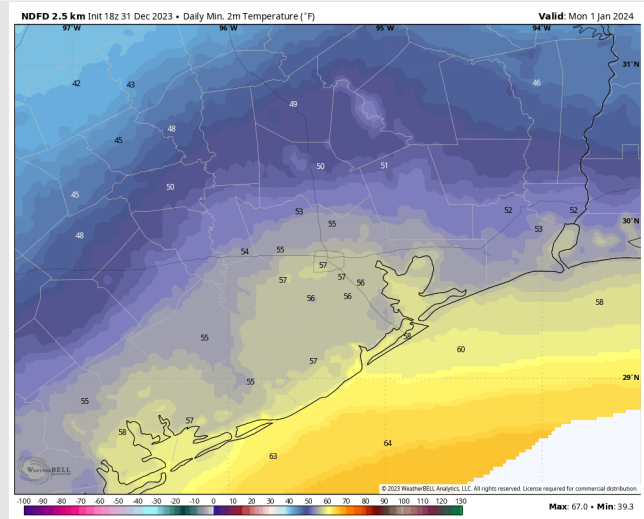 NDFD 2.5 km Init 18z 31 Dec 2023 • Daily Min. 2m Temperature (°F)
Valid: Mon 1 Jan 2024
97°W 96°W 95°W 94°W
31°N
42 43 46
49
48
45
50 51
50
45
53 52 52
30°N
55 53
48
54 55
57
57 57 56
56 56
58
55 58
60
57
29°N
55
55
57
58
64
63
WeatherBELL
© 2023 WeatherBELL Analytics, LLC. All rights reserved. License required for commercial distribution.
-100 -90 -80 -70 -60 -50 -40 -30 -20 -10 0 10 20 30 40 50 60 70 80 90 100 110 120 130
Max: 67.0 • Min: 39.3